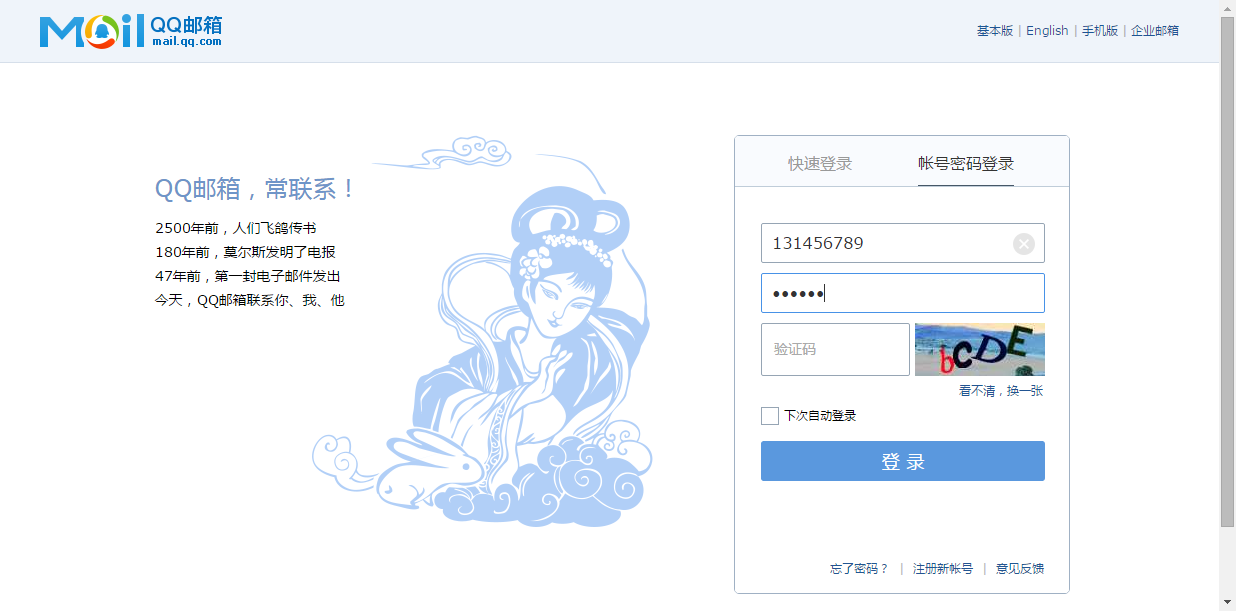 Mail QQ邮箱
mail.qq.com
基本版 | English | 手机版 | 企业邮箱
QQ邮箱，常联系！
2500年前，人们飞鸽传书
180年前，莫尔斯发明了电报
47年前，第一封电子邮件发出
今天，QQ邮箱联系你、我、他
快速登录 帐号密码登录
131456789
••••••
验证码 bCDE
看不清，换一张
下次自动登录
登 录
忘了密码？ | 注册新帐号 | 意见反馈